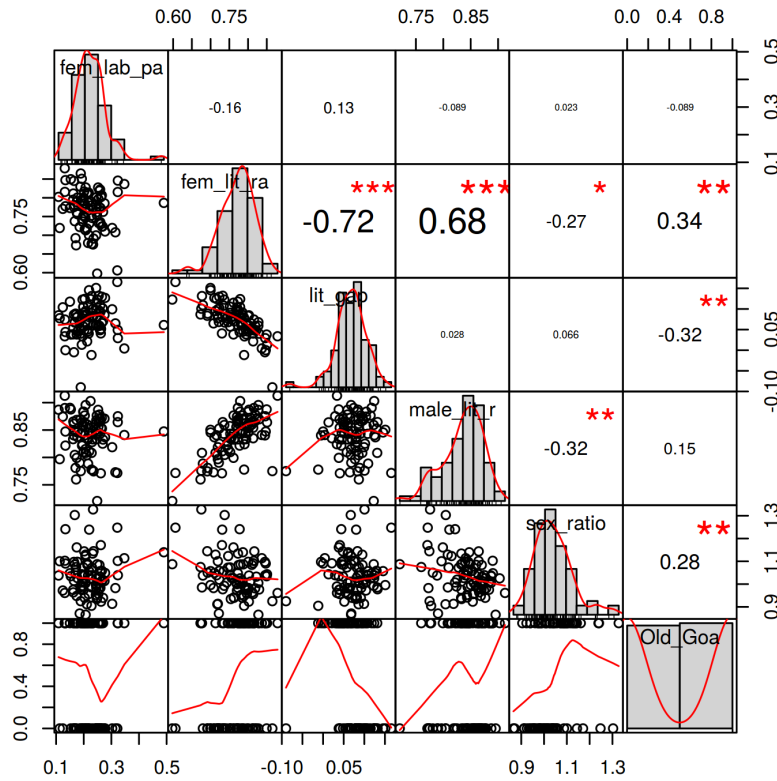 0.60 0.75 0.75 0.85 0.0 0.4 0.8
fem_lab_pa -0.16 0.13 -0.089 0.023 -0.089
0.1 0.3 0.5
fem_lit_ra *** *** * **
-0.72 0.68 -0.27 0.34
0.60 0.75
lit_gap **
0.028 0.066 -0.32
-0.10 0.05
male_lit_r **
-0.32 0.15
0.75 0.85
sex_ratio **
0.28
0.9 1.1 1.3
Old_Goa
0.0 0.4 0.8
0.1 0.3 0.5 -0.10 0.05 0.9 1.1 1.3